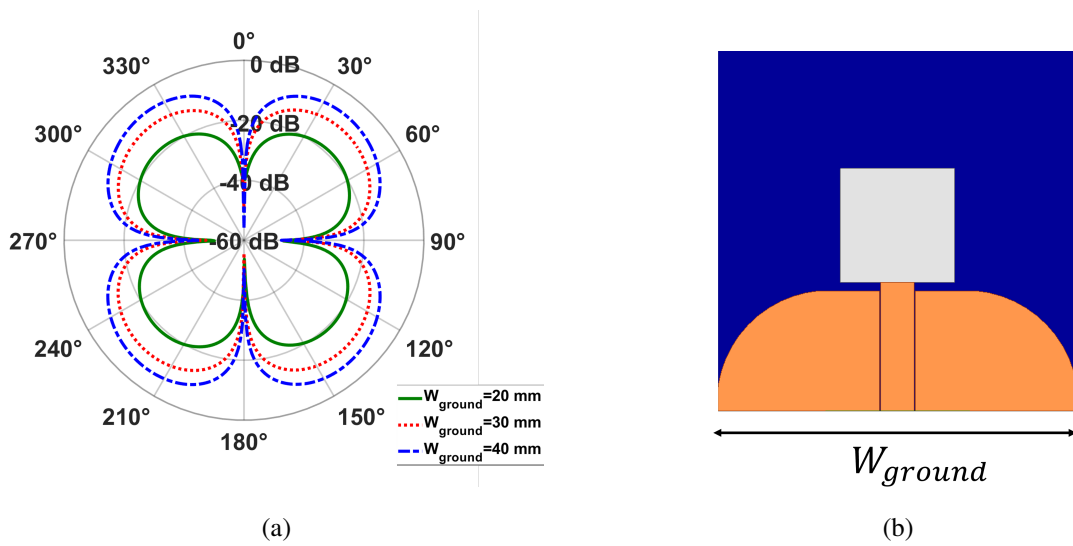 0°
0 dB
330°
30°
-20 dB
300°
60°
-40 dB
270°
-60 dB
90°
240°
120°
210°
150°
180°
W_ground=20 mm
W_ground=30 mm
W_ground=40 mm
W_ground
(a)
(b)